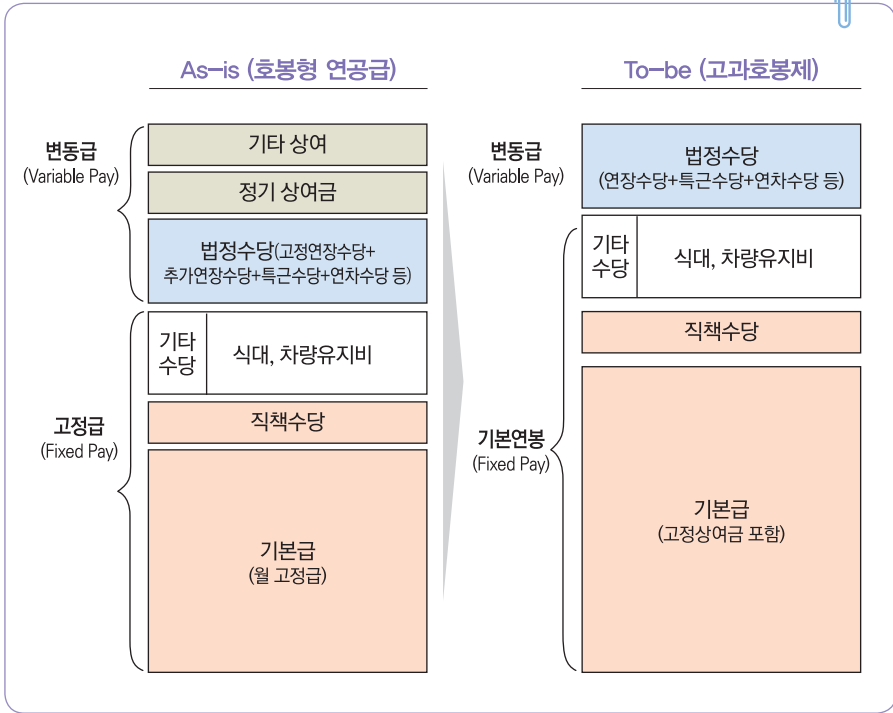 As-is (호봉형 연공급)
변동급
(Variable Pay)
기타 상여
정기 상여금
법정수당(고정연장수당+
추가연장수당+특근수당+연차수당 등)
고정급
(Fixed Pay)
기타
수당
식대, 차량유지비
직책수당
기본급
(월 고정급)
To-be (고과호봉제)
변동급
(Variable Pay)
법정수당
(연장수당+특근수당+연차수당 등)
기본연봉
(Fixed Pay)
기타
수당
식대, 차량유지비
직책수당
기본급
(고정상여금 포함)